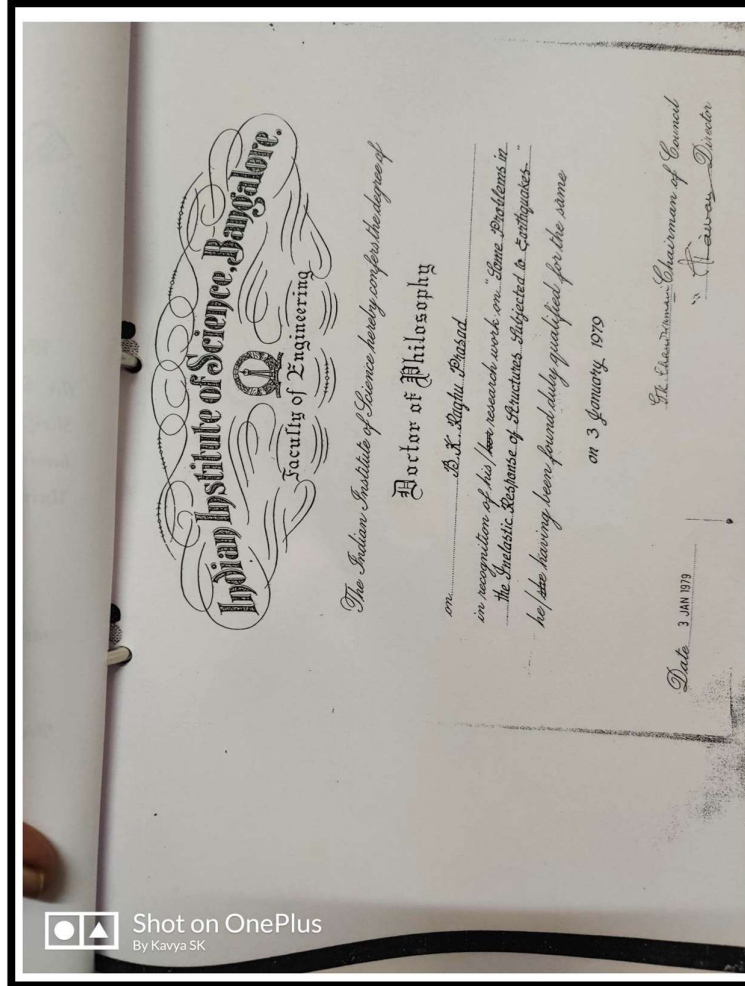 Indian Institute of Science, Bangalore.
Faculty of Engineering
The Indian Institute of Science hereby confers the degree of
Doctor of Philosophy
on B.K. Raghu Prasad
in recognition of his/her research work on "Some Problems in
the Inelastic Response of Structures Subjected to Earthquakes"
he/she having been found duly qualified for the same
on 3 January 1979
Chairman of Council
Date 3 JAN 1979
Director
Shot on OnePlus
By Kavya SK